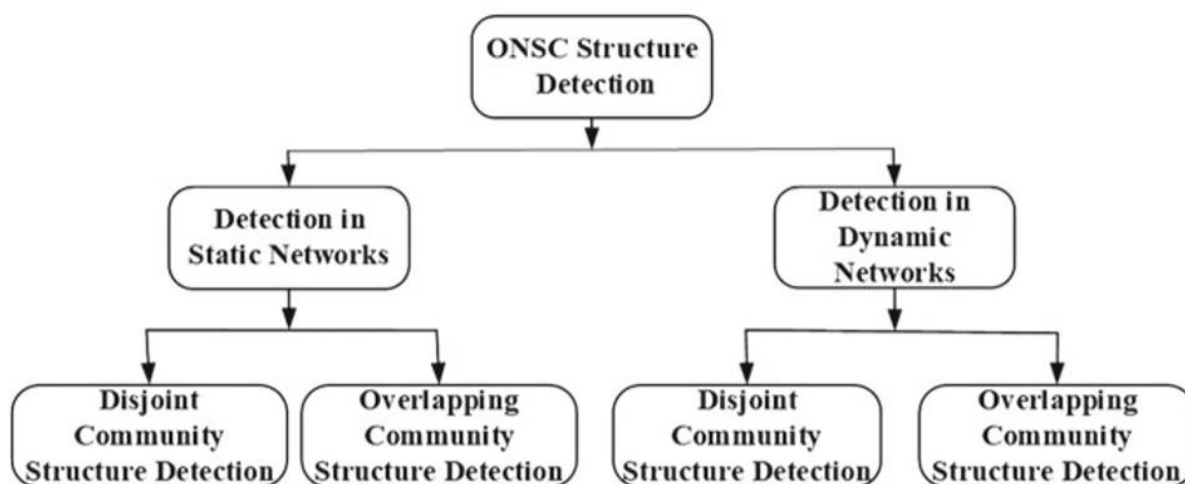 ONSC Structure
Detection
Detection in
Static Networks
Detection in
Dynamic
Networks
Disjoint
Community
Structure Detection
Overlapping
Community
Structure Detection
Disjoint
Community
Structure Detection
Overlapping
Community
Structure Detection